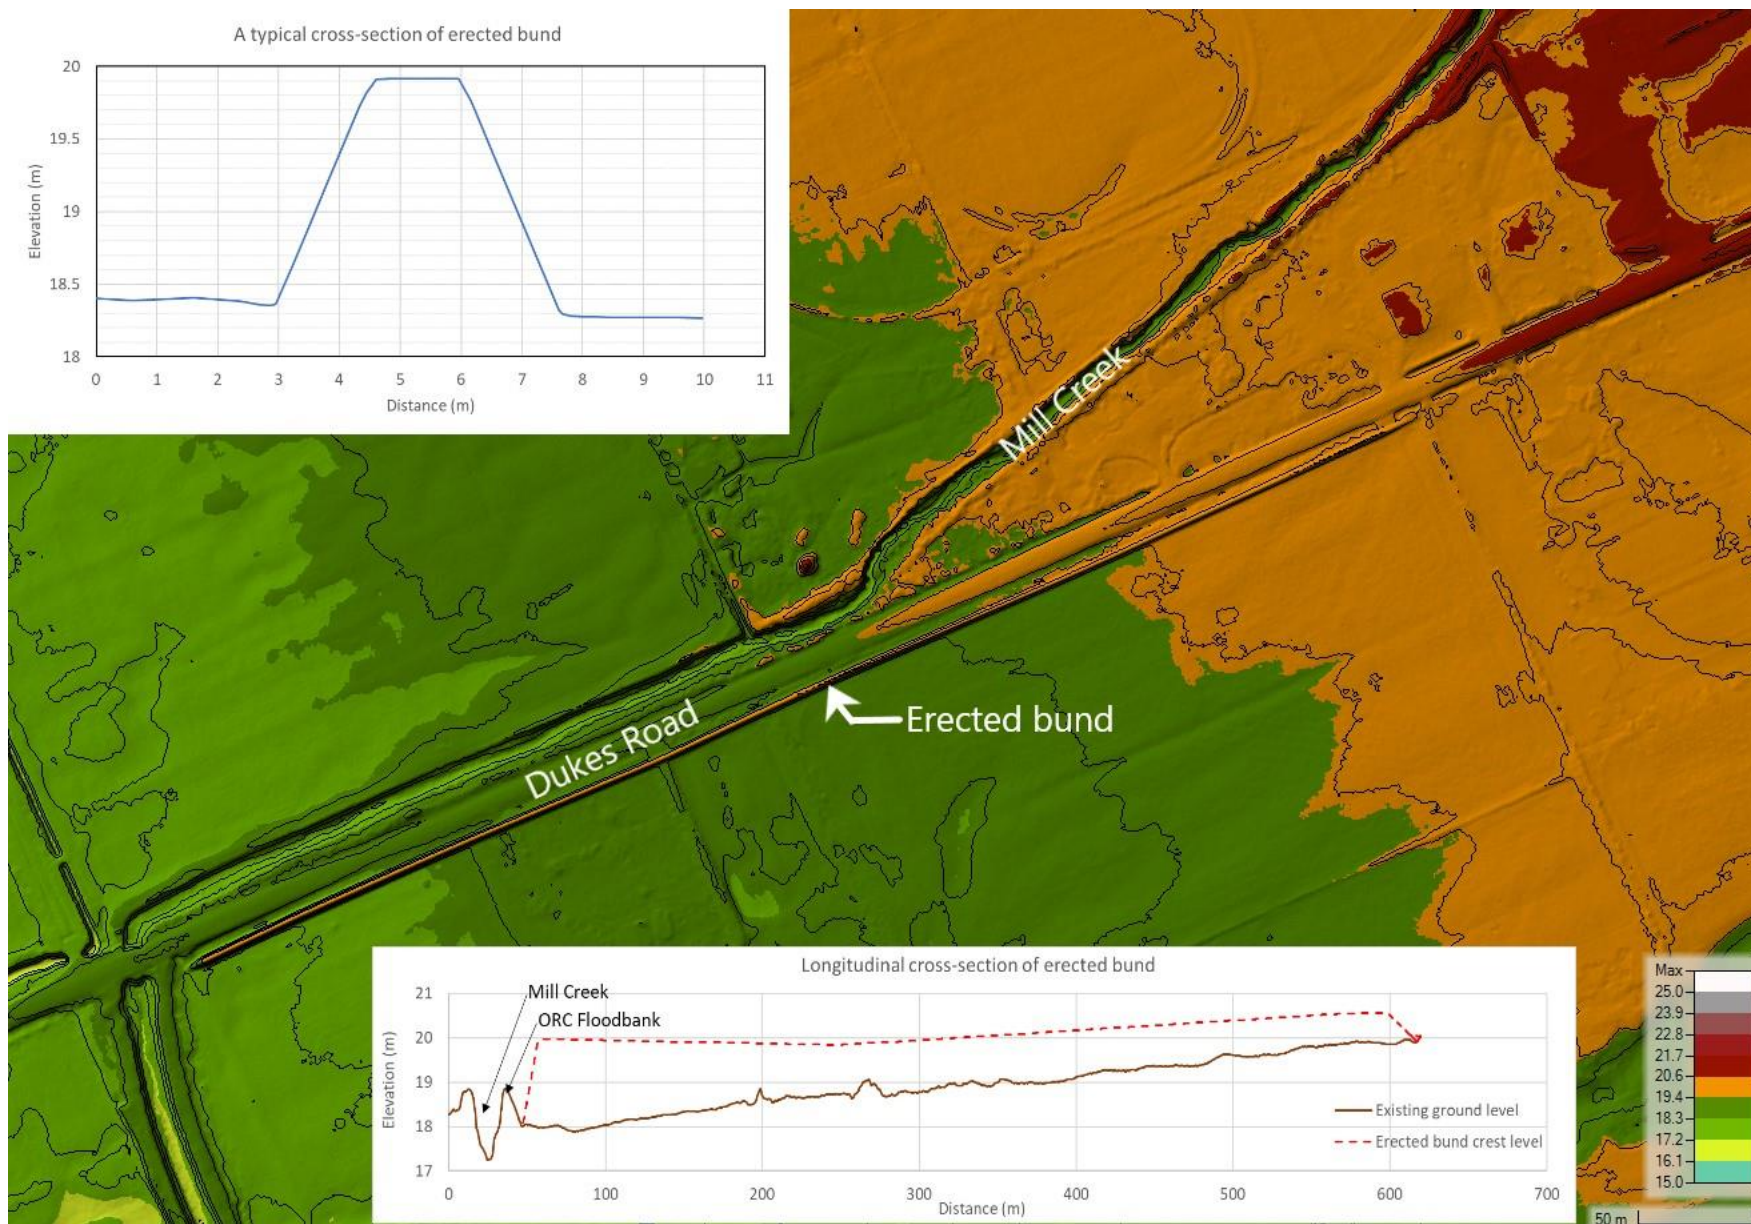 A typical cross-section of erected bund
20
19.5
19
18.5
18
Elevation (m)
0 1 2 3 4 5 6 7 8 9 10 11
Distance (m)
Mill Creek
Dukes Road
Erected bund
Longitudinal cross-section of erected bund
21
20
19
18
17
Elevation (m)
Mill Creek
ORC Floodbank
Existing ground level
Erected bund crest level
0 100 200 300 400 500 600 700
Distance (m)
Max
25.0
23.9
22.8
21.7
20.6
19.4
18.3
17.2
16.1
15.0
50 m